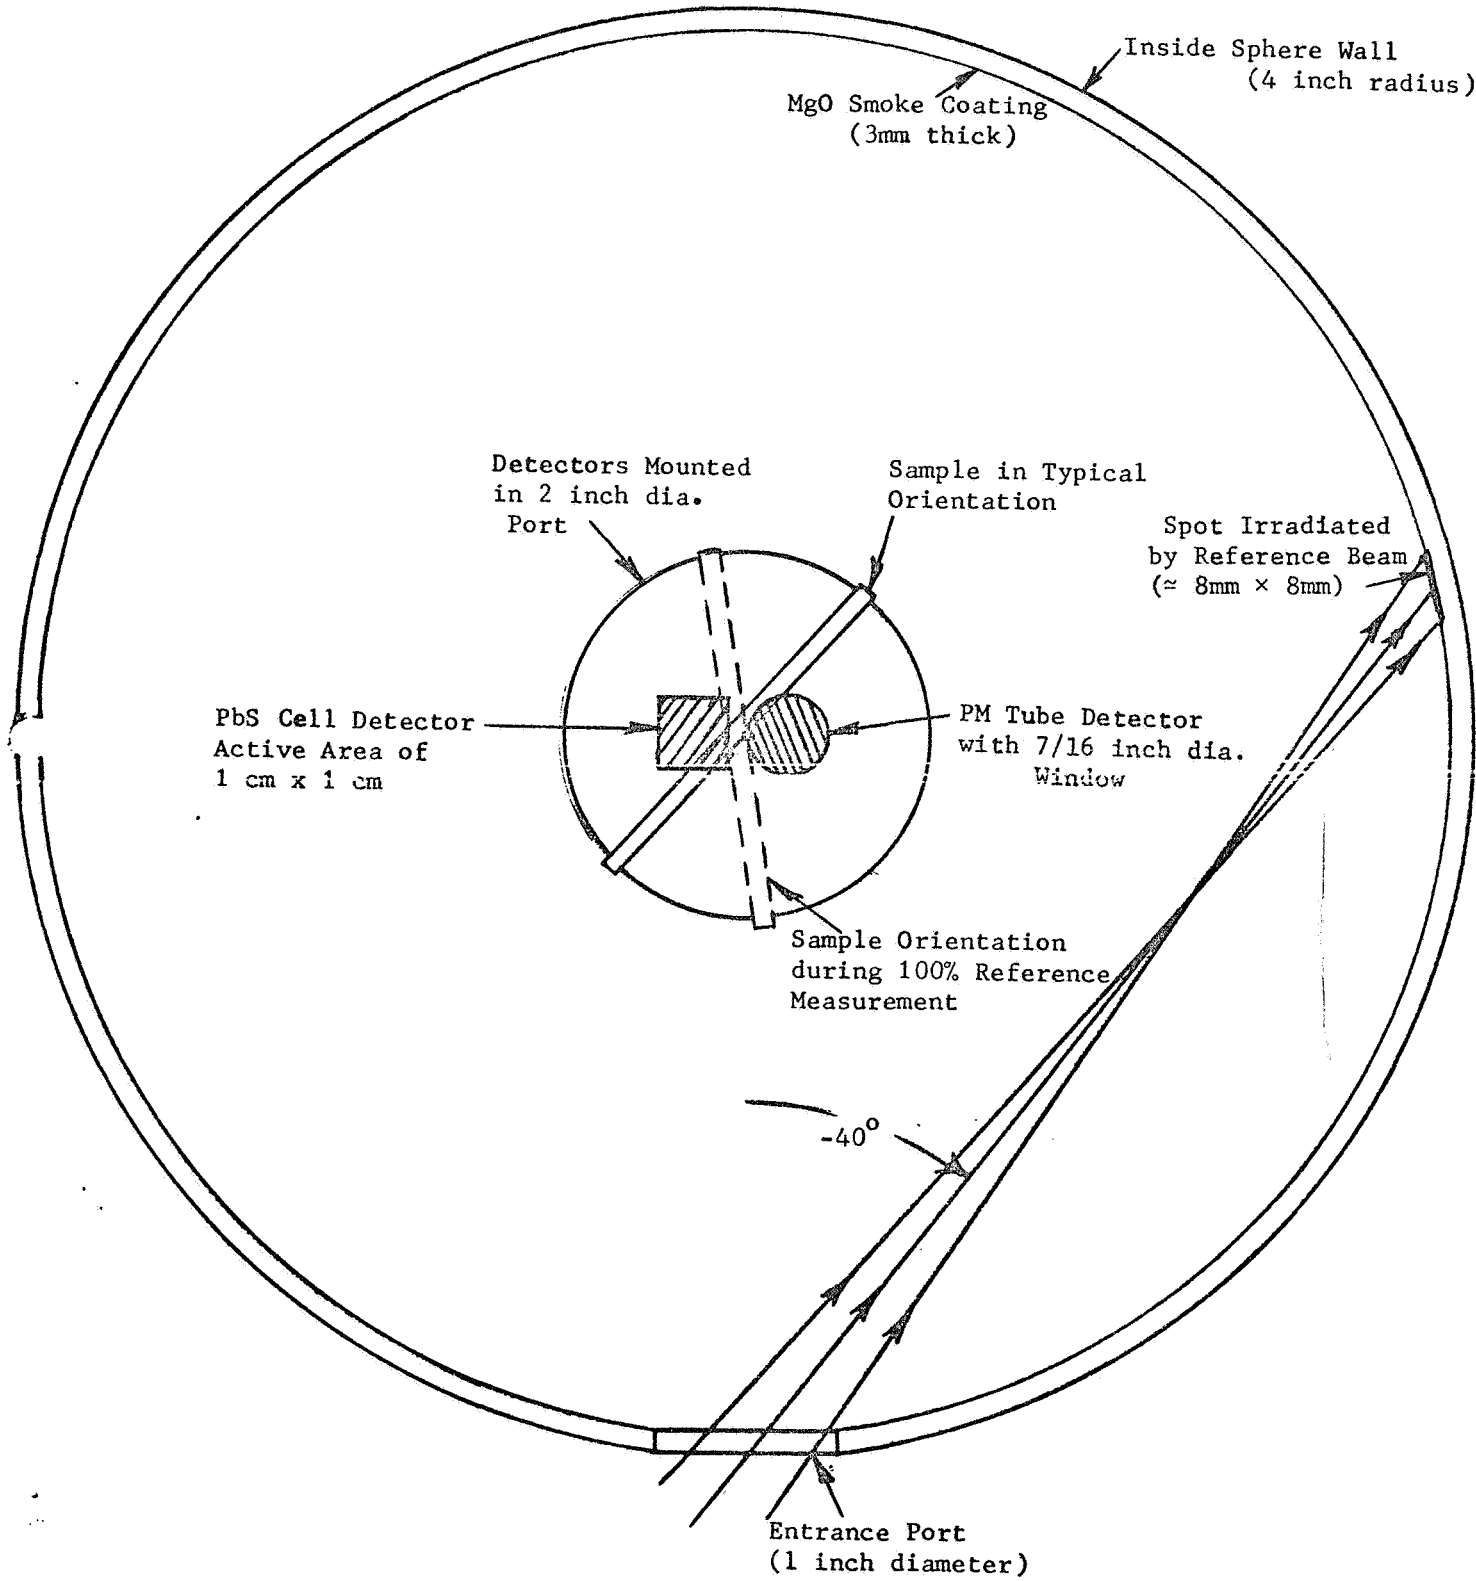 Inside Sphere Wall
(4 inch radius)
MgO Smoke Coating
(3mm thick)
Detectors Mounted
in 2 inch dia.
Port
Sample in Typical
Orientation
Spot Irradiated
by Reference Beam
(≃ 8mm × 8mm)
PbS Cell Detector
Active Area of
1 cm x 1 cm
PM Tube Detector
with 7/16 inch dia.
Window
Sample Orientation
during 100% Reference
Measurement
-40°
Entrance Port
(1 inch diameter)